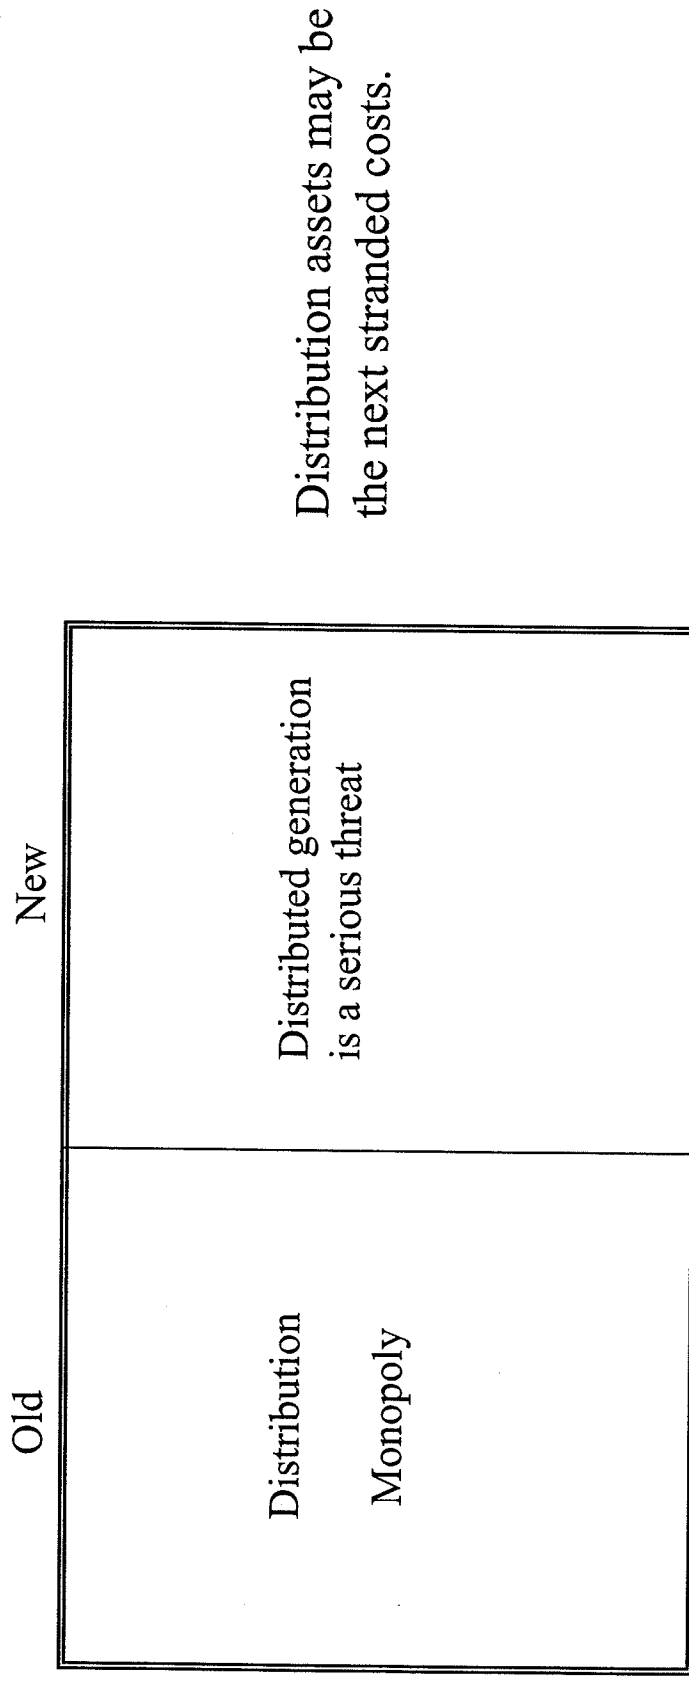 Old
New
Distribution
Monopoly
Distributed generation
is a serious threat
Distribution assets may be
the next stranded costs.